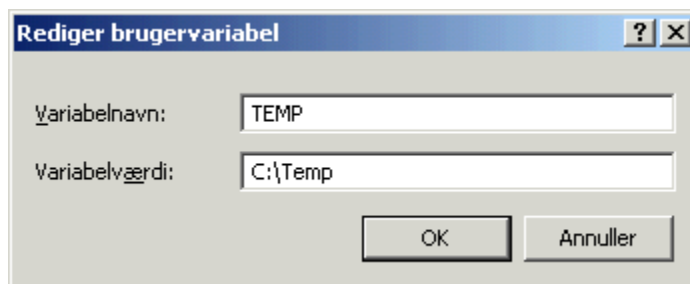 Rediger brugervariabel
Variabelnavn: TEMP
Variabelværdi: C:\Temp
OK Annuller